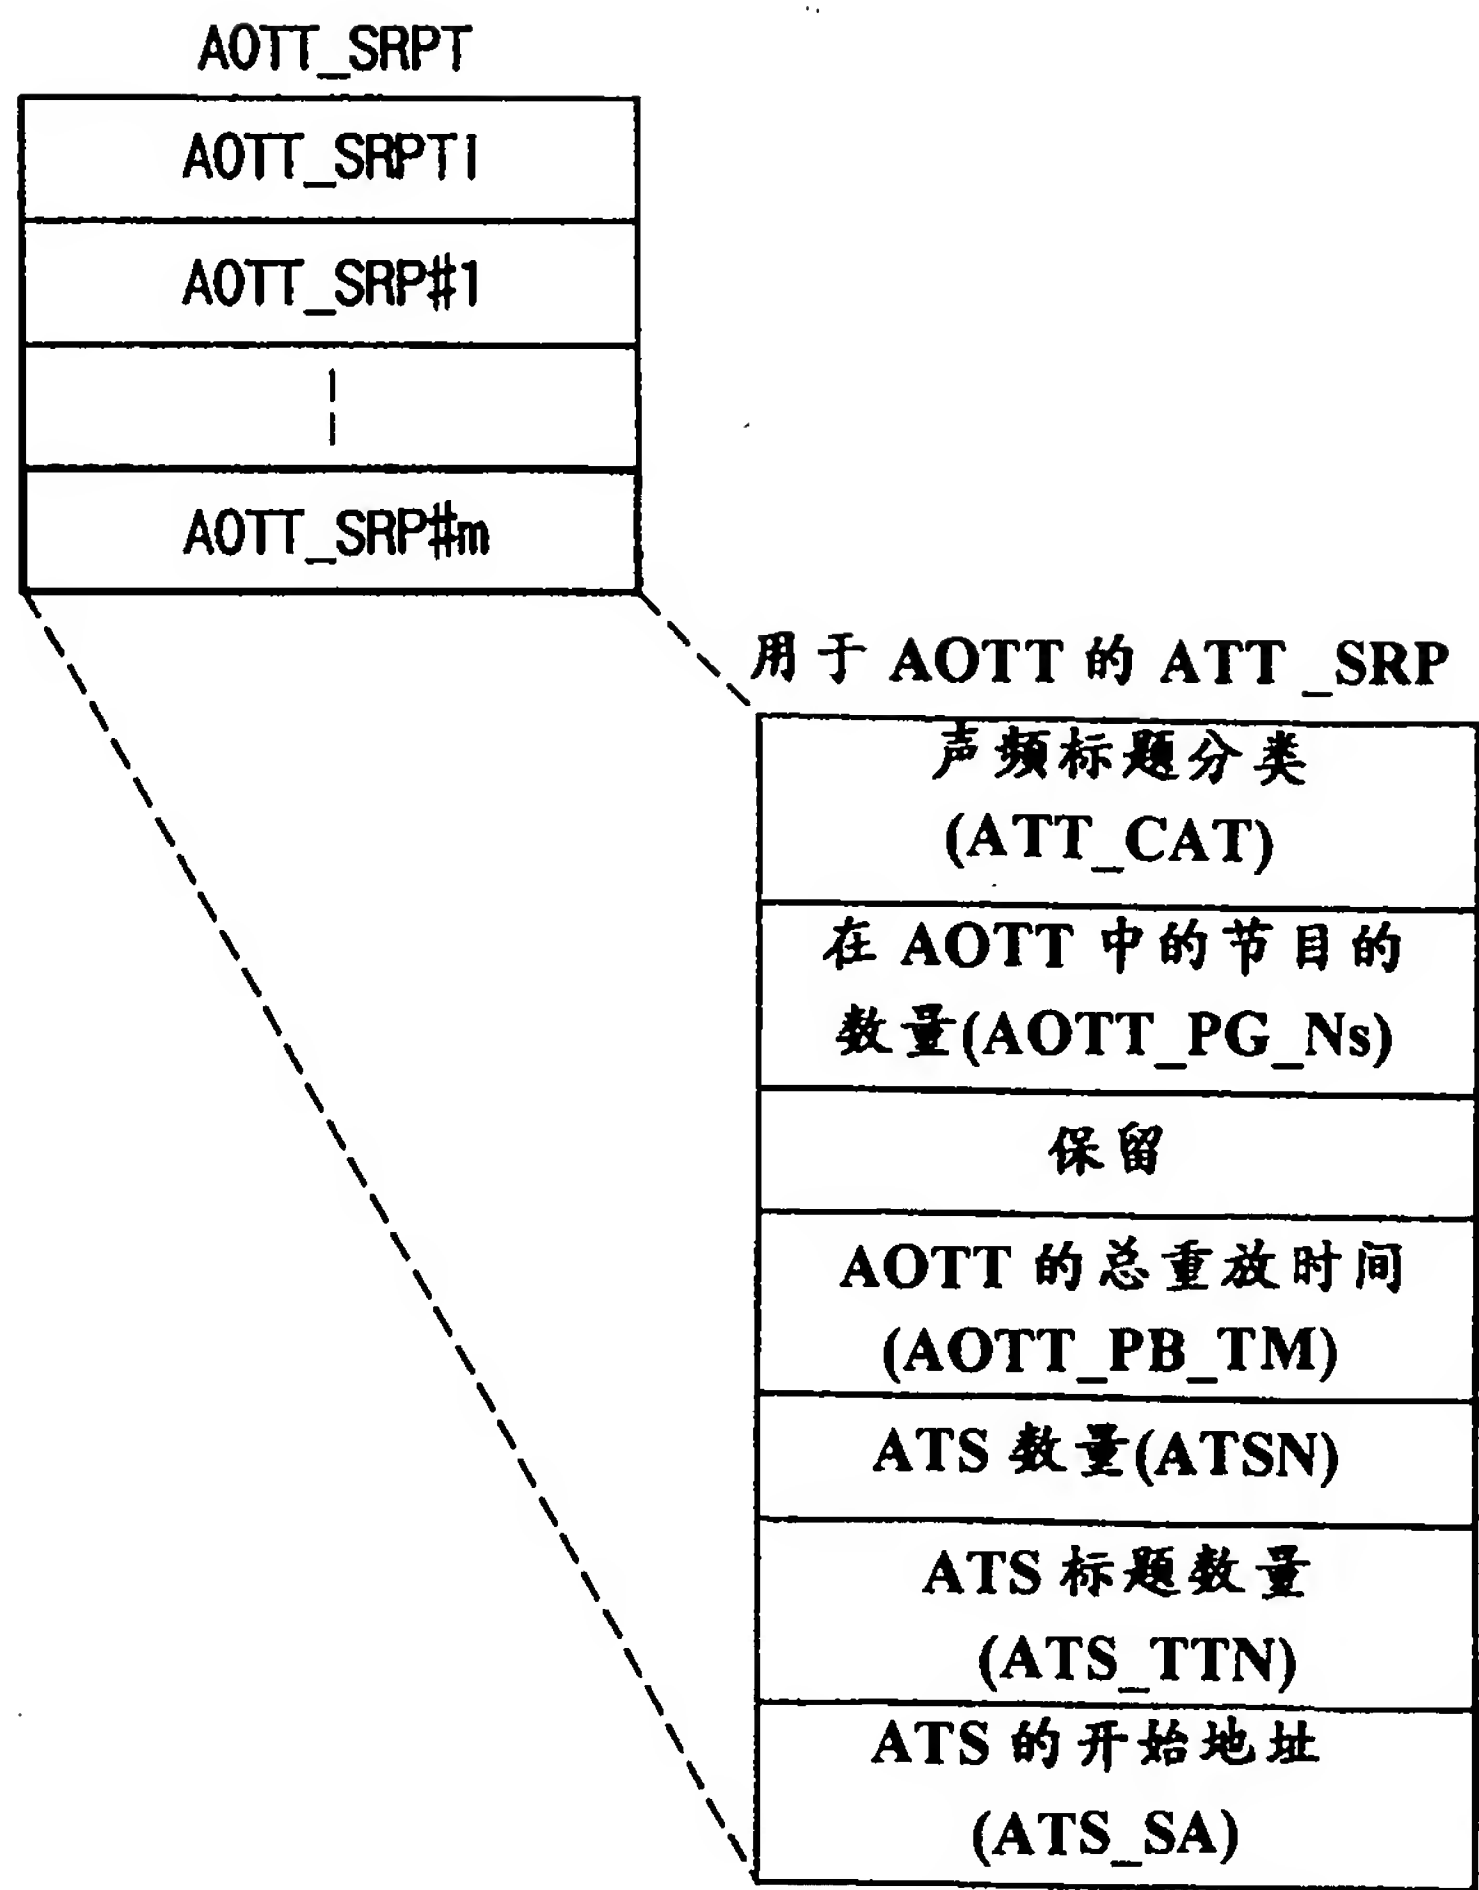 AOTT_SRPT
AOTT_SRPTI
AOTT_SRP#1
AOTT_SRP#m
用于 AOTT 的 ATT _SRP
声频标题分类
(ATT_CAT)
在 AOTT 中的节目的
数量(AOTT_PG_Ns)
保留
AOTT 的总重放时间
(AOTT_PB_TM)
ATS 数量(ATSN)
ATS 标题数量
(ATS_TTN)
ATS 的开始地址
(ATS_SA)